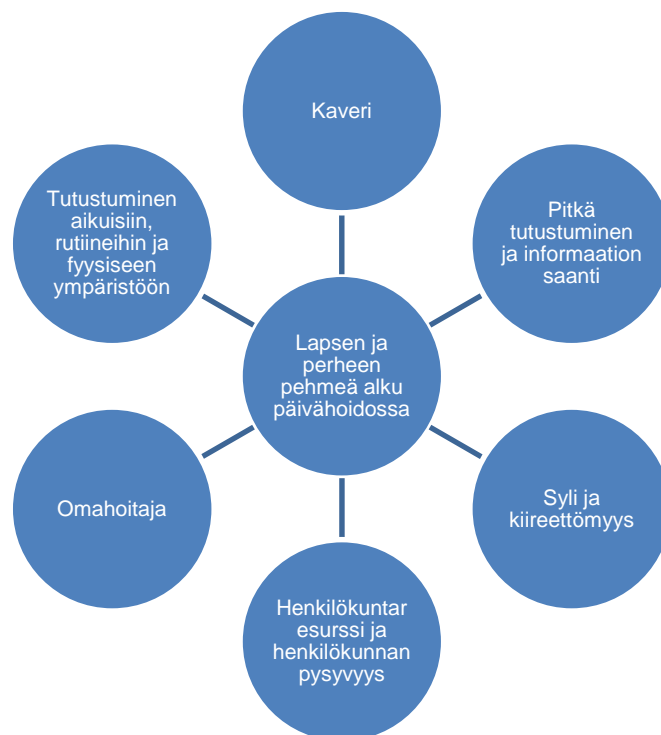 Kaveri
Tutustuminen
aikuisiin,
rutiineihin ja
fyysiseen
ympäristöön
Pitkä
tutustuminen
ja informaation
saanti
Lapsen ja
perheen
pehmeä alku
päivähoidossa
Omahoitaja
Syli ja
kiireettömyys
Henkilökuntar
esurssi ja
henkilökunnan
pysyvyys